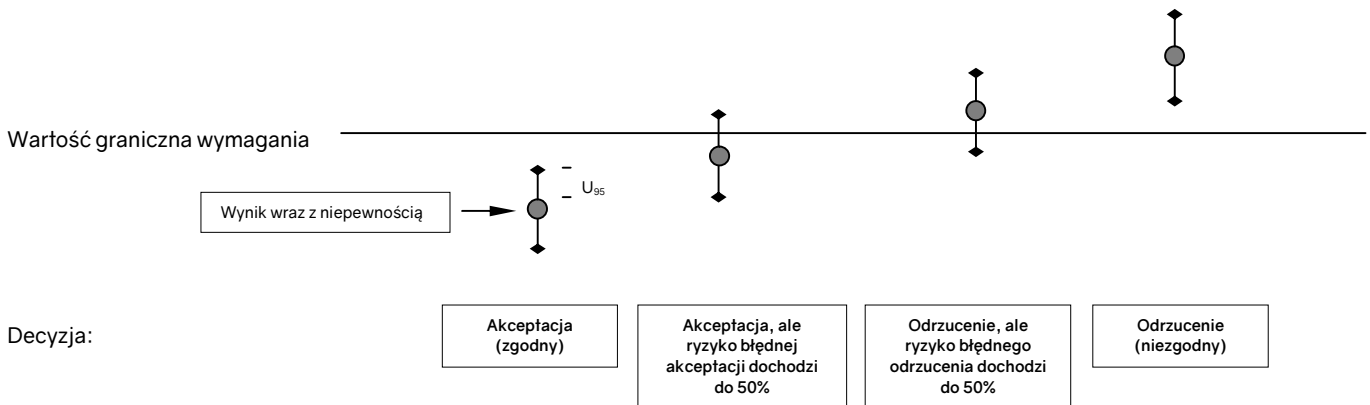 Wartość graniczna wymagania
U₉₅
Wynik wraz z niepewnością
Decyzja:
Akceptacja
(zgodny)
Akceptacja, ale
ryzyko błędnej
akceptacji dochodzi
do 50%
Odrzucenie, ale
ryzyko błędnego
odrzucenia dochodzi
do 50%
Odrzucenie
(niezgodny)